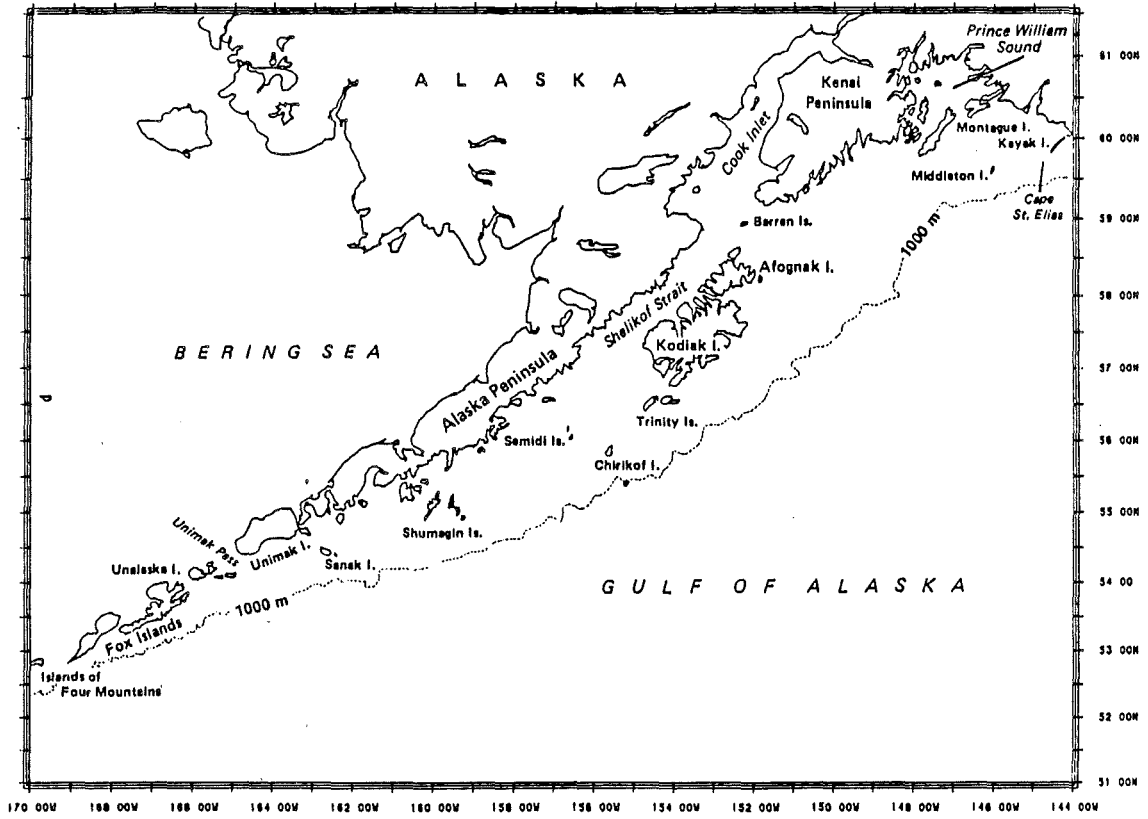 Prince William
Sound
ALASKA
Kenai
Peninsula
Cook Inlet
Montague I.
Kayak I.
Middleton I.
Cape
St. Elias
Barren Is.
1000 m
Afognak I.
Shelikof Strait
Kodiak I.
BERING SEA
Alaska Peninsula
Trinity Is.
Semidi Is.
Chirikof I.
Shumagin Is.
Unimak Pass
Unimak I.
Sanak I.
Unalaska I.
GULF OF ALASKA
1000 m
Fox Islands
Islands of
Four Mountains
61 00N
60 00N
59 00N
58 00N
57 00N
56 00N
55 00N
54 00
53 00N
52 00N
51 00N
170 00W 168 00W 166 00W 164 00W 162 00W 160 00W 158 00W 156 00W 154 00W 152 00W 150 00W 148 00W 146 00W 144 00W